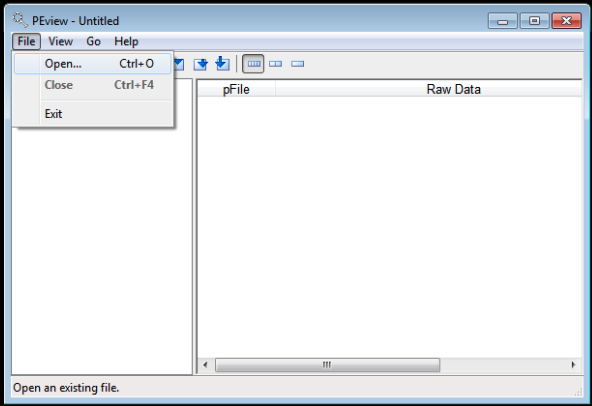 PEview - Untitled
File View Go Help
Open... Ctrl+O
Close Ctrl+F4
Exit
pFile Raw Data
Open an existing file.